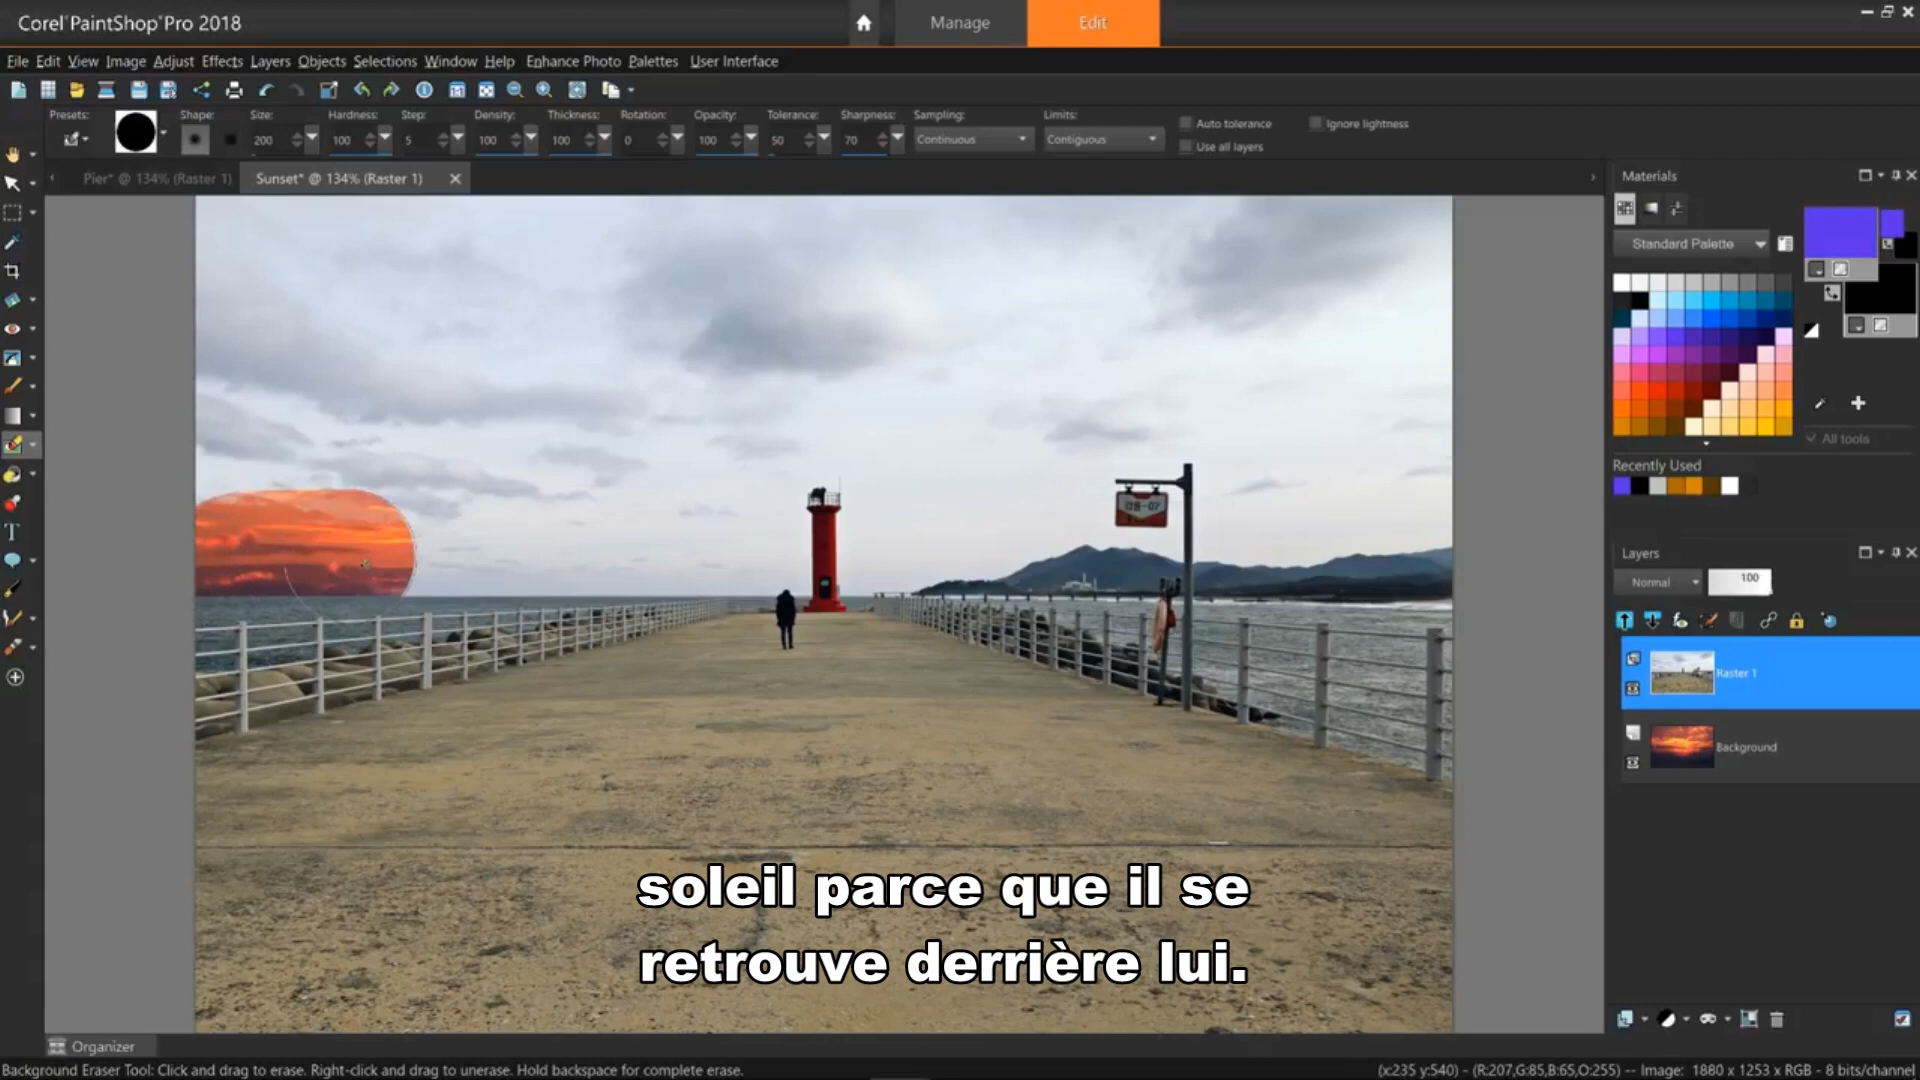 Corel PaintShop Pro 2018
Manage
Edit
File Edit View Image Adjust Effects Layers Objects Selections Window Help Enhance Photo Palettes User Interface
Presets: Shape: Size: Hardness: Step: Density: Thickness: Rotation: Opacity: Tolerance: Sharpness: Sampling: Limits:
200 100 5 100 100 0 100 50 70 Continuous Contiguous
Auto tolerance
Ignore lightness
Use all layers
Pier* @ 134% (Raster 1)
Sunset* @ 134% (Raster 1)
Materials
Standard Palette
All tools
Recently Used
Layers
Normal
100
Raster 1
Background
soleil parce que il se
retrouve derrière lui.
Organizer
Background Eraser Tool: Click and drag to erase. Right-click and drag to unerase. Hold backspace for complete erase.
(x:235 y:540) - (R:207,G:85,B:65,O:255) -- Image: 1880 x 1253 x RGB - 8 bits/channel